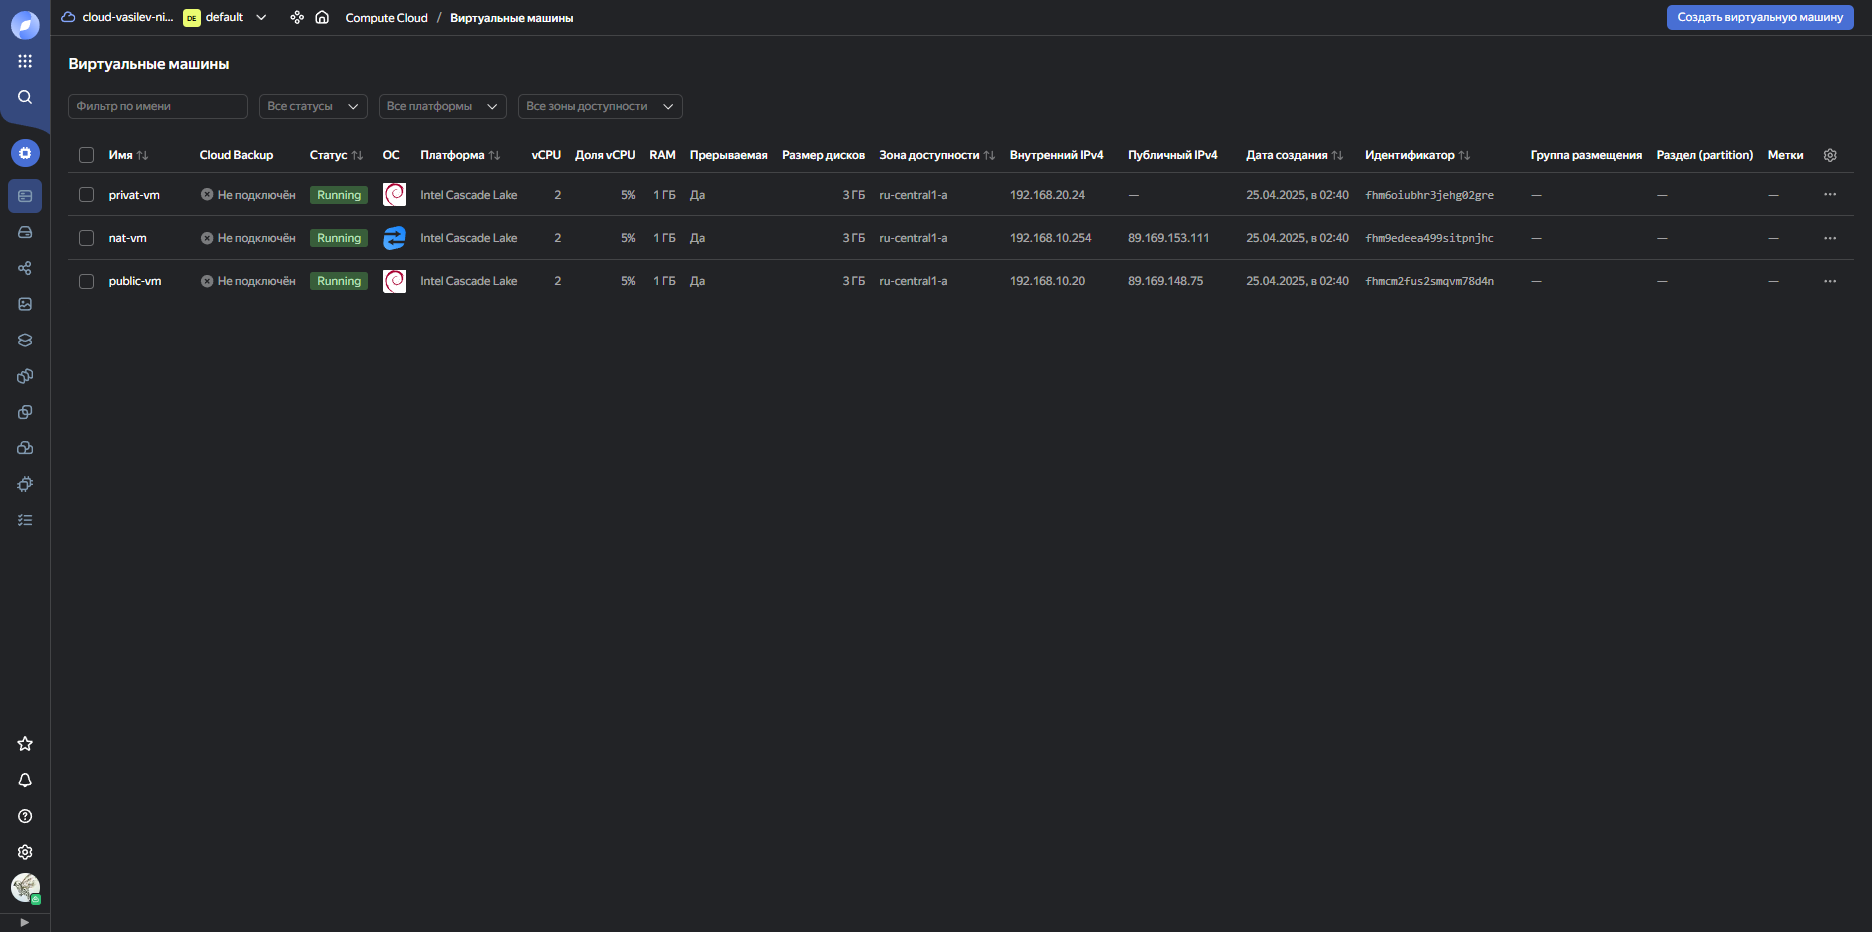 cloud-vasilev-ni... DE default Compute Cloud / Виртуальные машины Создать виртуальную машину
Виртуальные машины
Фильтр по имени Все статусы Все платформы Все зоны доступности
Имя Cloud Backup Статус ОС Платформа vCPU Доля vCPU RAM Прерываемая Размер дисков Зона доступности Внутренний IPv4 Публичный IPv4 Дата создания Идентификатор Группа размещения Раздел (partition) Метки
privat-vm Не подключён Running Intel Cascade Lake 2 5% 1 ГБ Да 3 ГБ ru-central1-a 192.168.20.24 — 25.04.2025, в 02:40 fhm6oiubhr3jehg02gre — — —
nat-vm Не подключён Running Intel Cascade Lake 2 5% 1 ГБ Да 3 ГБ ru-central1-a 192.168.10.254 89.169.153.111 25.04.2025, в 02:40 fhm9edeea499sitpnjhc — — —
public-vm Не подключён Running Intel Cascade Lake 2 5% 1 ГБ Да 3 ГБ ru-central1-a 192.168.10.20 89.169.148.75 25.04.2025, в 02:40 fhmcm2fus2smqvm78d4n — — —